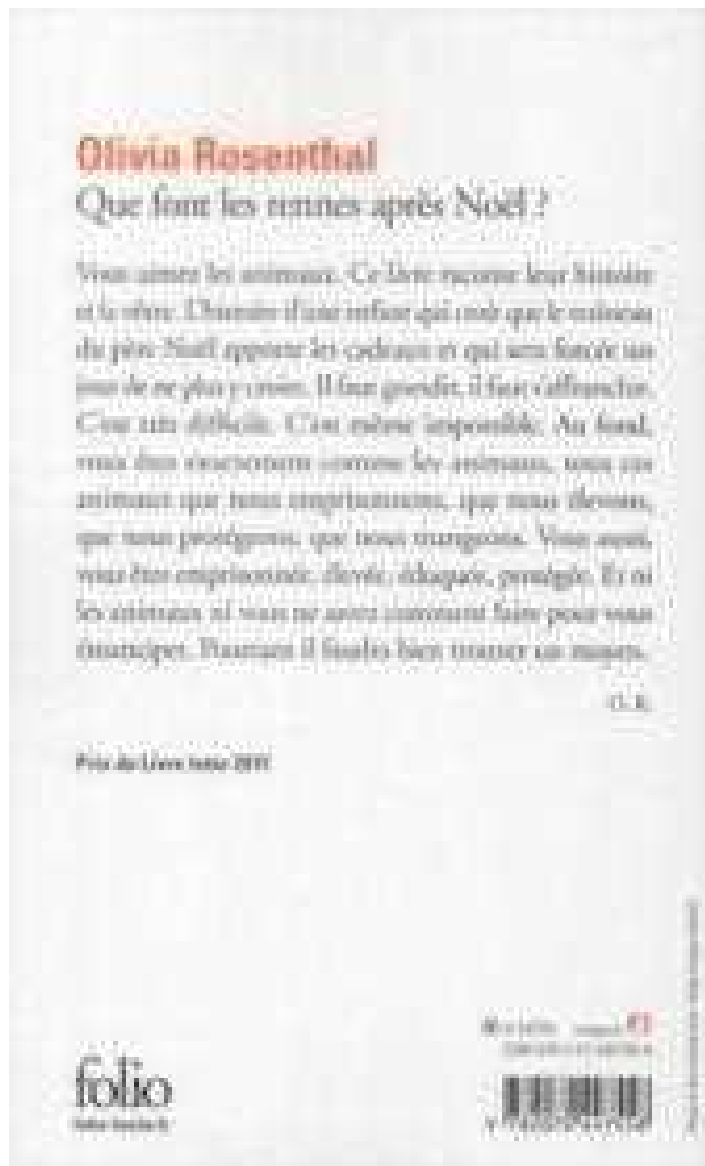 Olivia Rosenthal
Que font les rennes après Noël ?
Vous aimez les animaux. Ce livre raconte leur histoire
et la vôtre. L'histoire d'une enfant qui croit que le traîneau
du père Noël apporte les cadeaux et qui sera forcée un
jour de ne plus y croire. Il faut grandir, il faut s'affranchir.
C'est très difficile. C'est même impossible. Au fond,
vous êtes exactement comme les animaux, tous ces
animaux que nous emprisonnons, que nous élevons,
que nous protégeons, que nous mangeons. Vous aussi,
vous êtes emprisonnée, élevée, éduquée, protégée. Et ni
les animaux ni vous ne savez comment faire pour vous
émanciper. Pourtant il faudra bien trouver un moyen.
O. R.
Prix du Livre Inter 2011
folio